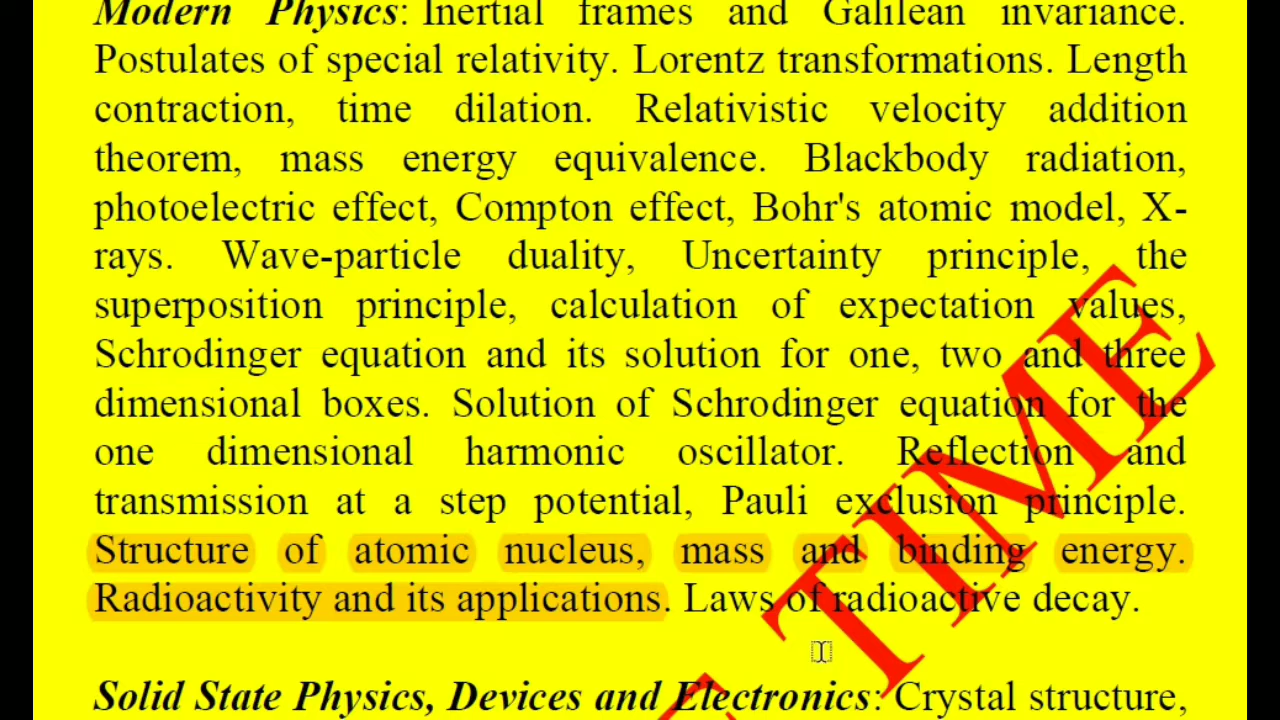 Modern Physics: Inertial frames and Galilean invariance.
Postulates of special relativity. Lorentz transformations. Length
contraction, time dilation. Relativistic velocity addition
theorem, mass energy equivalence. Blackbody radiation,
photoelectric effect, Compton effect, Bohr's atomic model, X-
rays. Wave-particle duality, Uncertainty principle, the
superposition principle, calculation of expectation values,
Schrodinger equation and its solution for one, two and three
dimensional boxes. Solution of Schrodinger equation for the
one dimensional harmonic oscillator. Reflection and
transmission at a step potential, Pauli exclusion principle.
Structure of atomic nucleus, mass and binding energy.
Radioactivity and its applications. Laws of radioactive decay.
Solid State Physics, Devices and Electronics: Crystal structure,
TIME